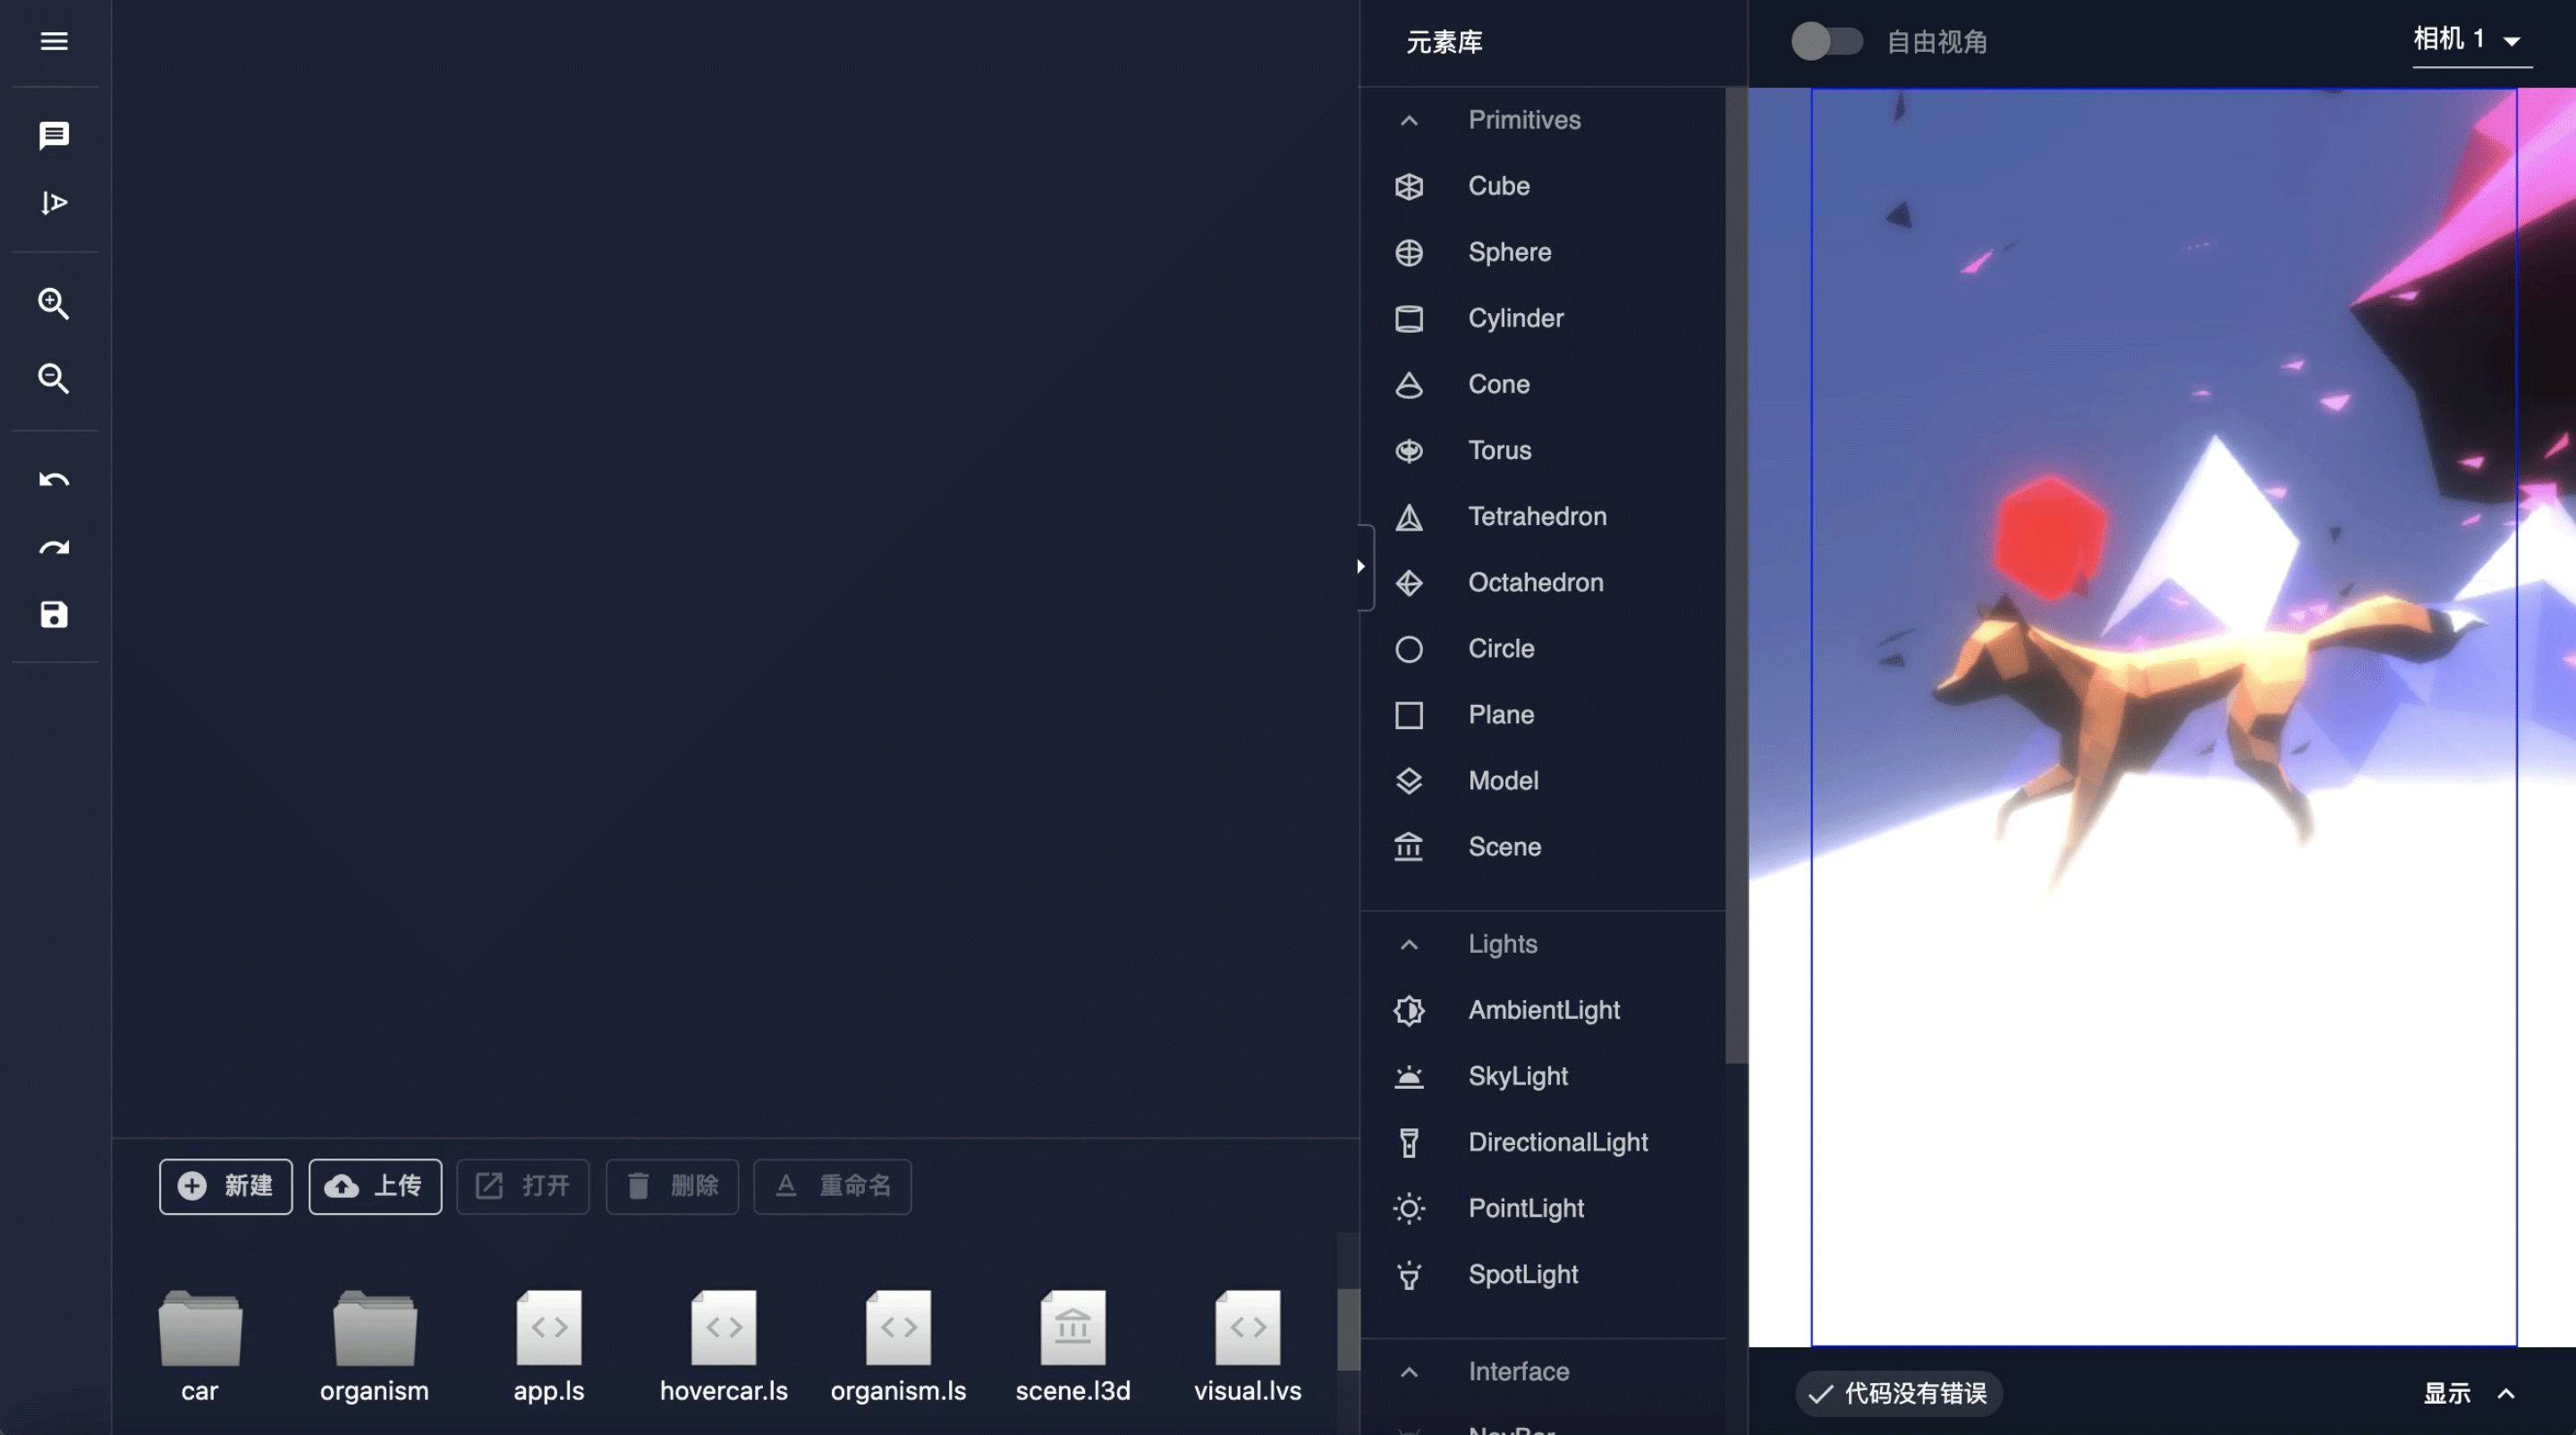 元素库
Primitives
Cube
Sphere
Cylinder
Cone
Torus
Tetrahedron
Octahedron
Circle
Plane
Model
Scene
Lights
AmbientLight
SkyLight
DirectionalLight
PointLight
SpotLight
Interface
自由视角
相机 1
新建
上传
打开
删除
重命名
car
organism
app.ls
hovercar.ls
organism.ls
scene.l3d
visual.lvs
代码没有错误
显示